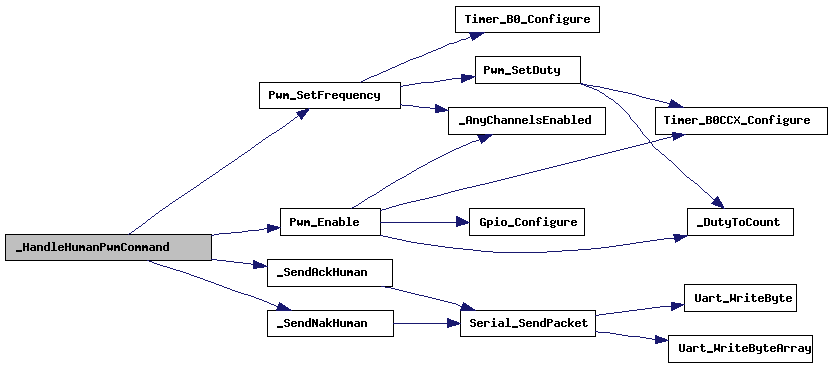 Timer_B0_Configure
Pwm_SetDuty
Pwm_SetFrequency
_AnyChannelsEnabled
Timer_B0CCX_Configure
Pwm_Enable
Gpio_Configure
_DutyToCount
_HandleHumanPwmCommand
_SendAckHuman
Uart_WriteByte
_SendNakHuman
Serial_SendPacket
Uart_WriteByteArray